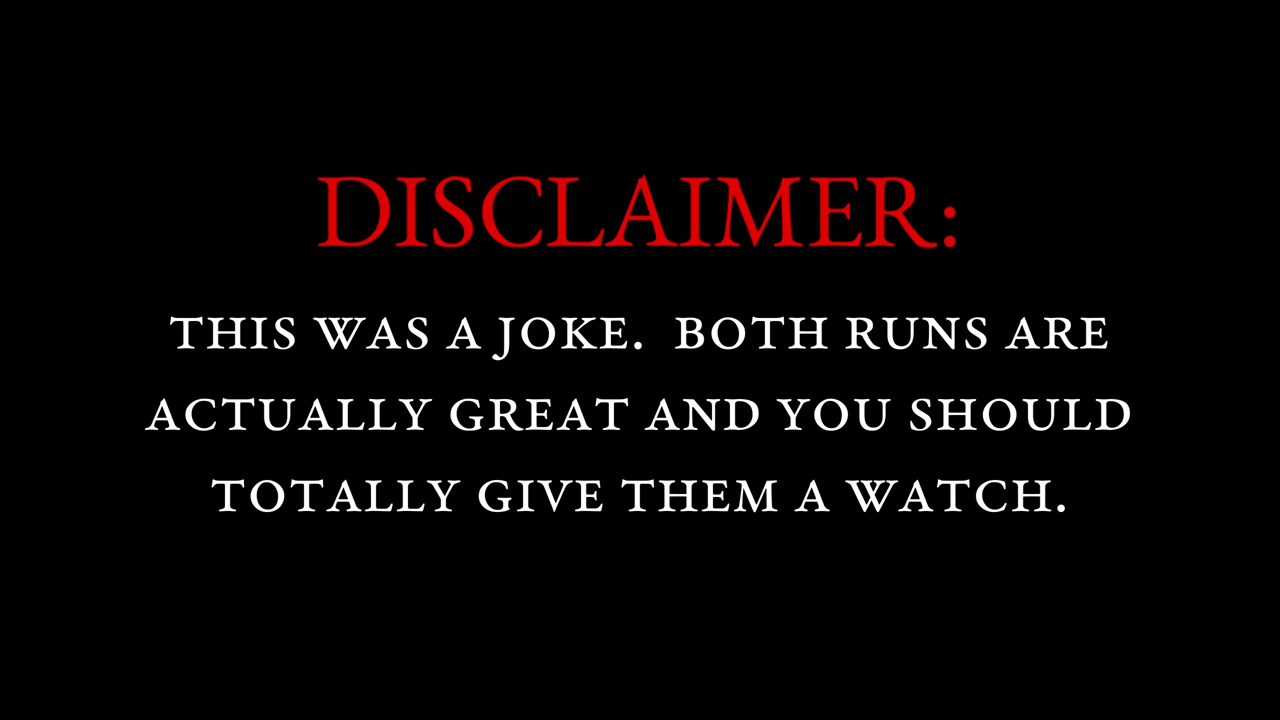 DISCLAIMER:
THIS WAS A JOKE.  BOTH RUNS ARE
ACTUALLY GREAT AND YOU SHOULD
TOTALLY GIVE THEM A WATCH.